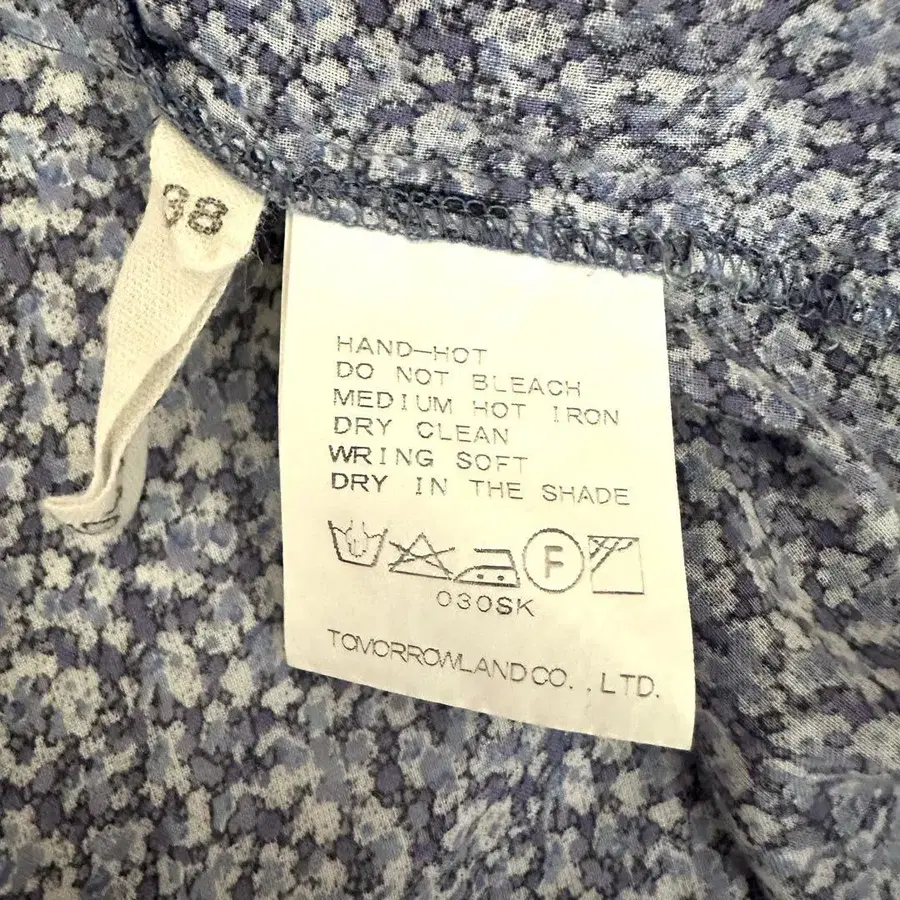 38
HAND-HOT
DO NOT BLEACH
MEDIUM HOT IRON
DRY CLEAN
WRING SOFT
DRY IN THE SHADE
F
030SK
TOMORROWLAND CO.,LTD.